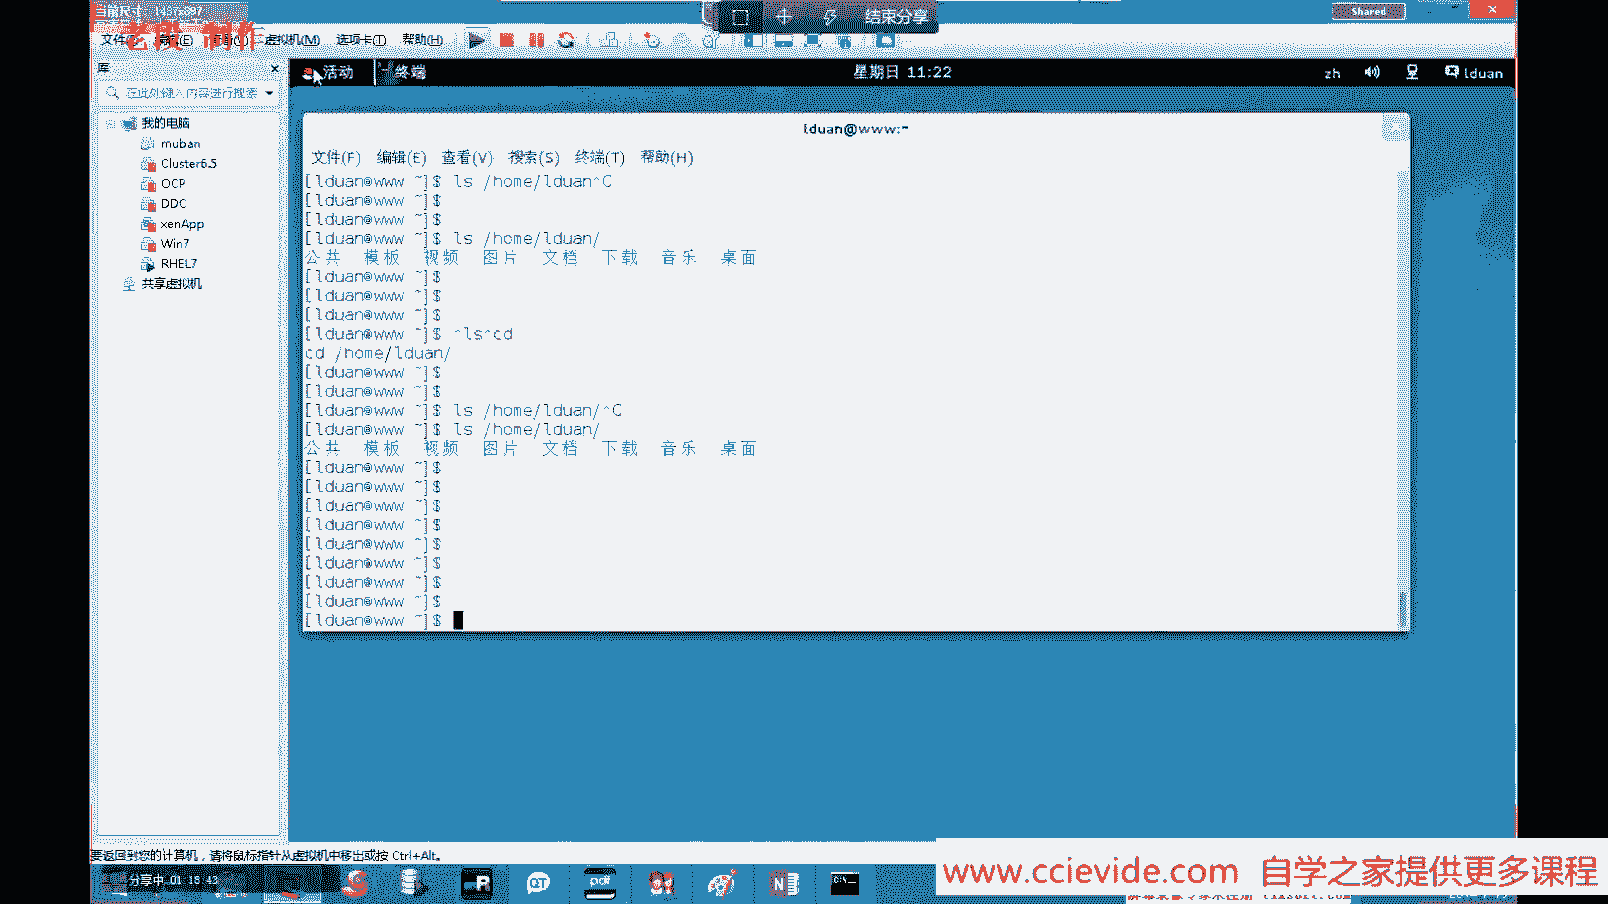 当前尺寸
结束分享
Shared
虚拟机(M) 选项卡(T) 帮助(H)
库
活动 终端 星期日 11:22 zh lduan
在此处键入内容进行搜索
我的电脑
muban
Cluster6.5
OCP
DDC
xenApp
Win7
RHEL7
共享虚拟机
lduan@www:~
文件(F) 编辑(E) 查看(V) 搜索(S) 终端(T) 帮助(H)
[lduan@www ~]$ ls /home/lduan^C
[lduan@www ~]$
[lduan@www ~]$
[lduan@www ~]$ ls /home/lduan/
公共 模板 视频 图片 文档 下载 音乐 桌面
[lduan@www ~]$
[lduan@www ~]$
[lduan@www ~]$
[lduan@www ~]$ ^ls^cd
cd /home/lduan/
[lduan@www ~]$
[lduan@www ~]$
[lduan@www ~]$ ls /home/lduan/^C
[lduan@www ~]$ ls /home/lduan/
公共 模板 视频 图片 文档 下载 音乐 桌面
[lduan@www ~]$
[lduan@www ~]$
[lduan@www ~]$
[lduan@www ~]$
[lduan@www ~]$
[lduan@www ~]$
[lduan@www ~]$
[lduan@www ~]$
[lduan@www ~]$
要返回到您的计算机，请将鼠标指针从虚拟机中移出或按 Ctrl+Alt。
分享中 01:18:43
www.ccievide.com 自学之家提供更多课程